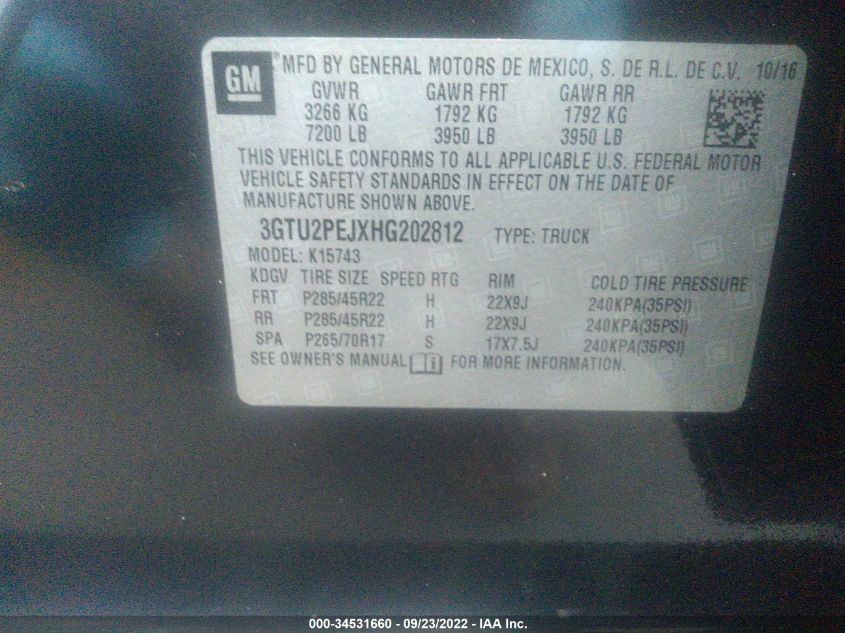 GM
MFD BY GENERAL MOTORS DE MEXICO, S. DE R.L. DE C.V. 10/16
GVWR GAWR FRT GAWR RR
3266 KG 1792 KG 1792 KG
7200 LB 3950 LB 3950 LB
THIS VEHICLE CONFORMS TO ALL APPLICABLE U.S. FEDERAL MOTOR
VEHICLE SAFETY STANDARDS IN EFFECT ON THE DATE OF
MANUFACTURE SHOWN ABOVE.
3GTU2PEJXHG202812 TYPE: TRUCK
MODEL: K15743
KDGV TIRE SIZE SPEED RTG RIM COLD TIRE PRESSURE
FRT P285/45R22 H 22X9J 240KPA(35PSI)
RR P285/45R22 H 22X9J 240KPA(35PSI)
SPA P265/70R17 S 17X7.5J 240KPA(35PSI)
SEE OWNER'S MANUAL FOR MORE INFORMATION.
000-34531660 - 09/23/2022 - IAA Inc.